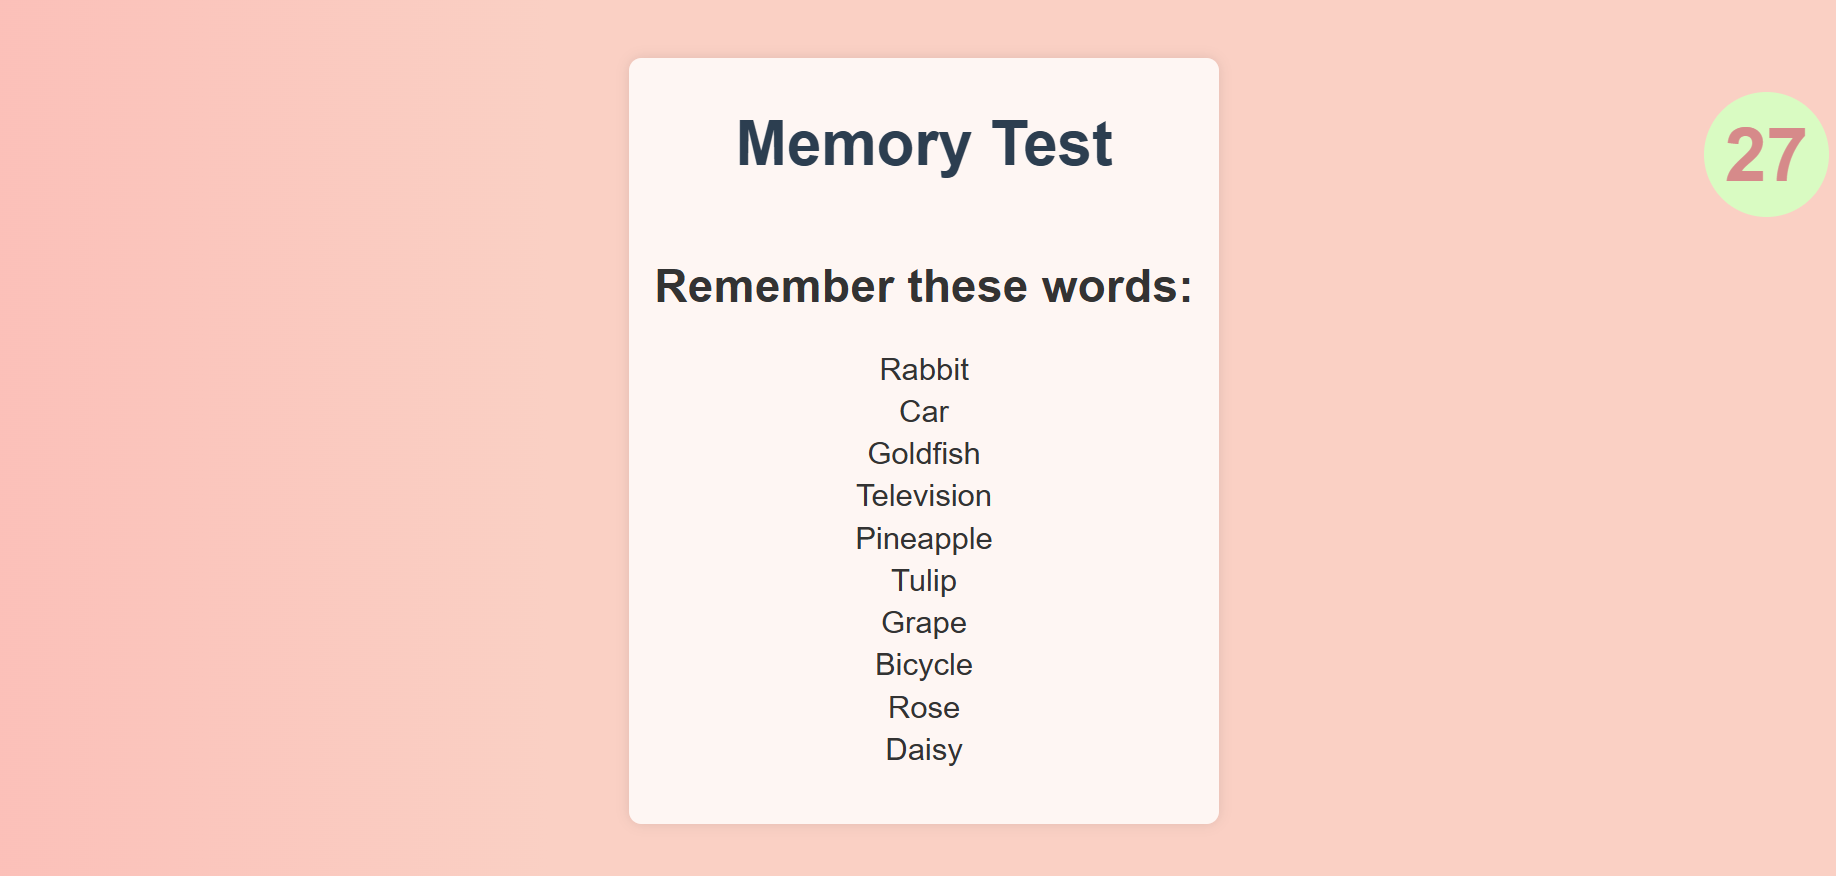 Memory Test
27
Remember these words:
Rabbit
Car
Goldfish
Television
Pineapple
Tulip
Grape
Bicycle
Rose
Daisy